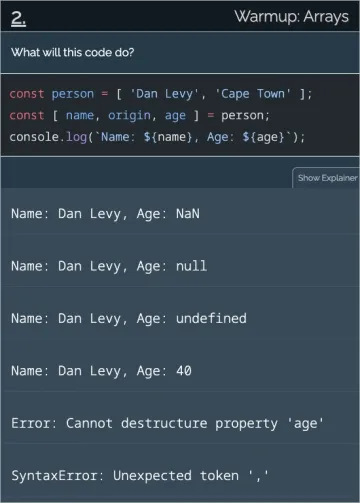 2.
Warmup: Arrays
What will this code do?
const person = [ 'Dan Levy', 'Cape Town' ];
const [ name, origin, age ] = person;
console.log(`Name: ${name}, Age: ${age}`);
Show Explainer
Name: Dan Levy, Age: NaN
Name: Dan Levy, Age: null
Name: Dan Levy, Age: undefined
Name: Dan Levy, Age: 40
Error: Cannot destructure property 'age'
SyntaxError: Unexpected token ','